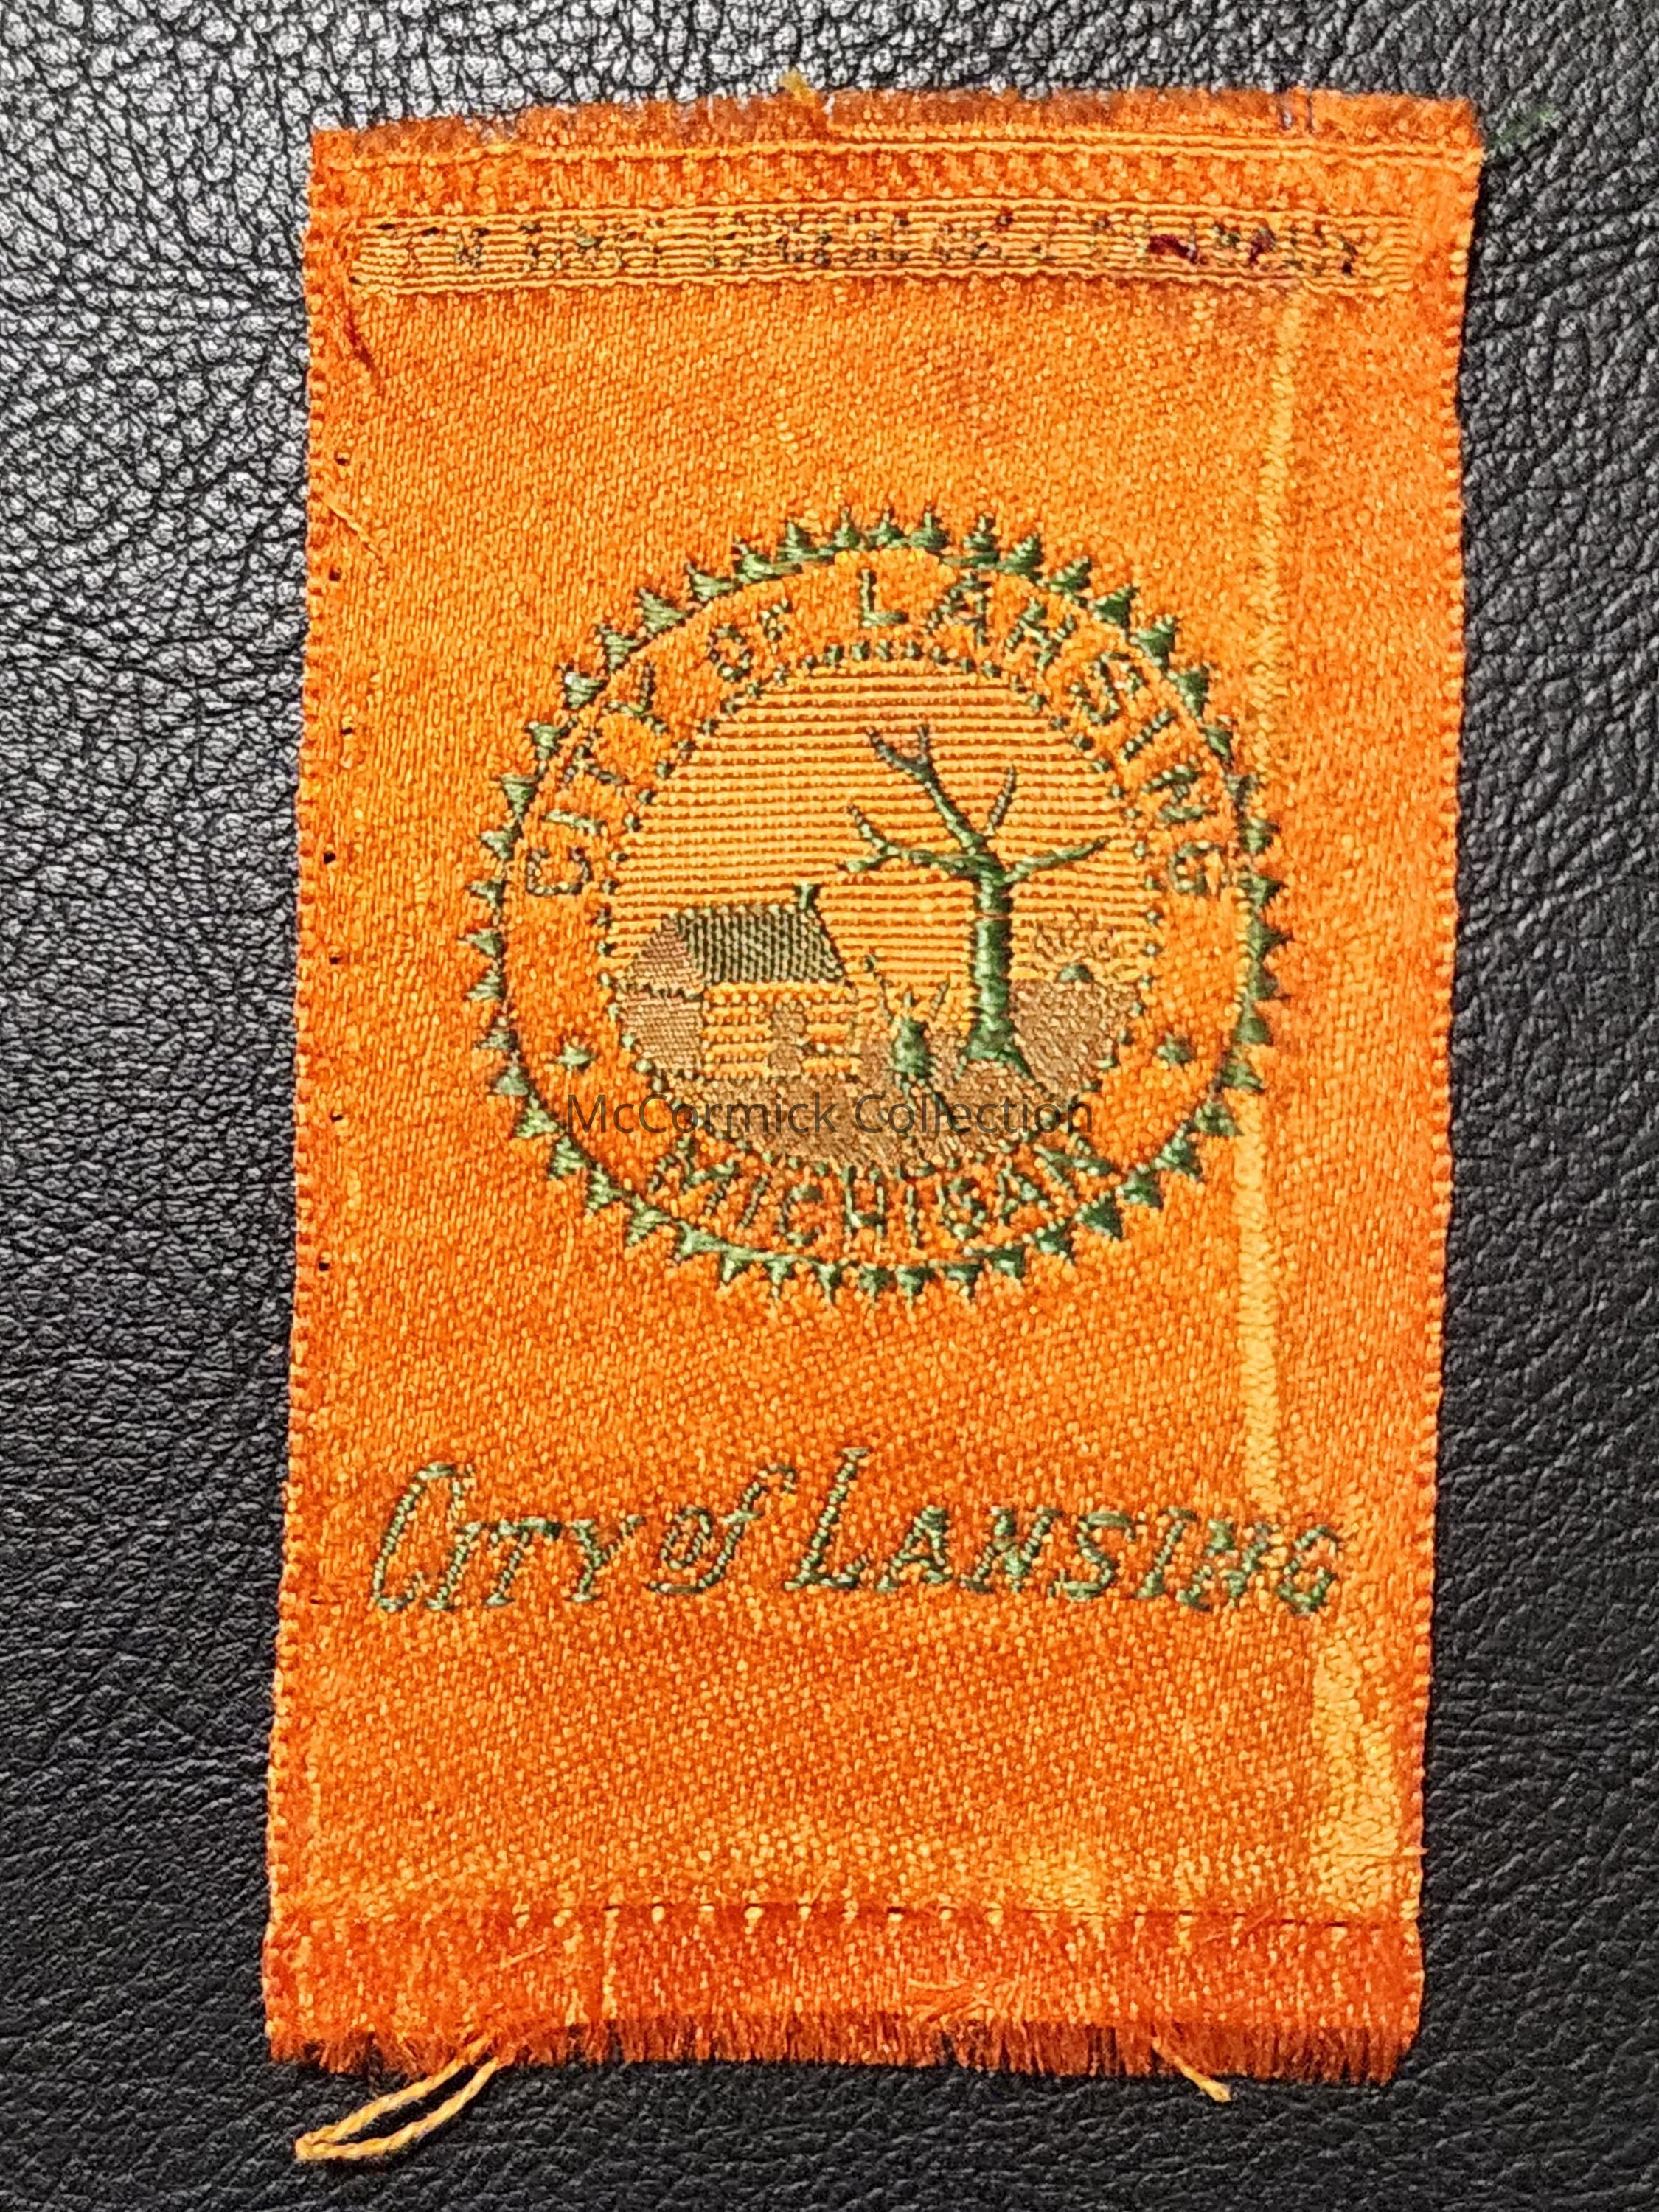 CITY OF LANSING
MICHIGAN
McCormick Collection
CITY of LANSING